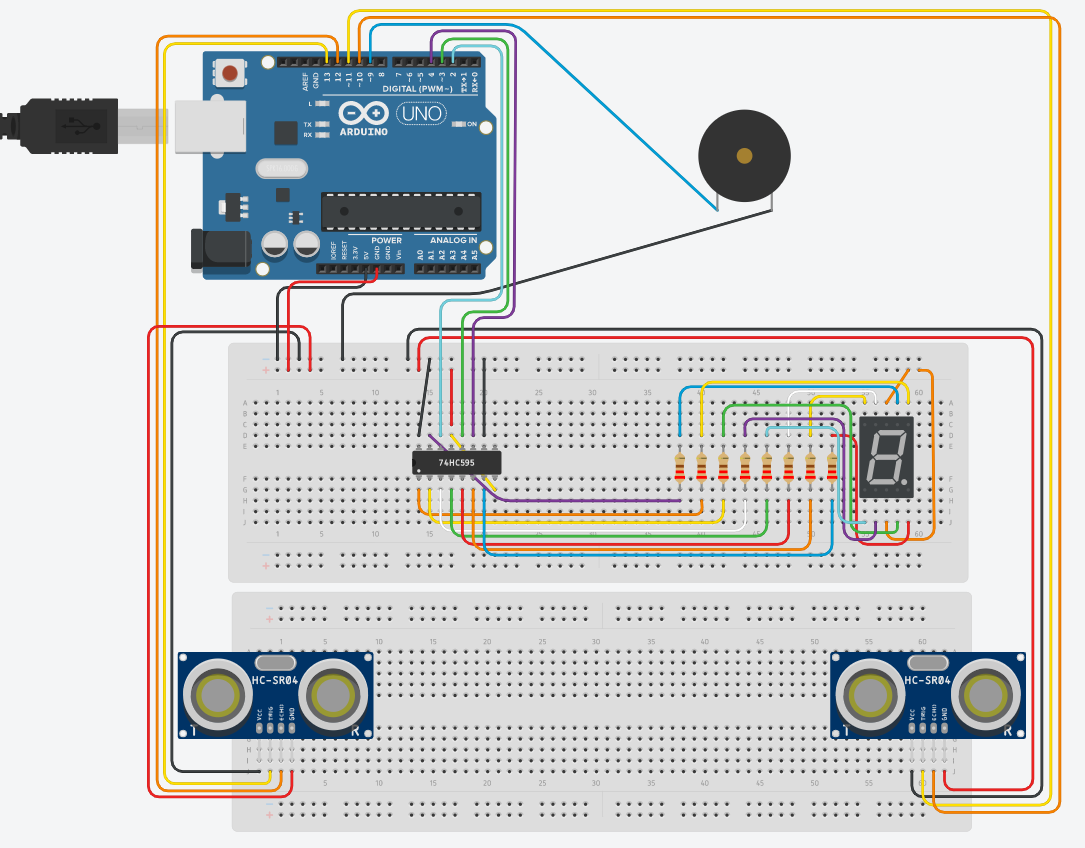 AREF
GND
13
12
~11
~10
~9
8
7
~6
~5
4
~3
2
TX→1
RX←0
DIGITAL (PWM~)
L
TX
RX
UNO
ARDUINO
ON
IOREF
RESET
3.3V
5V
GND
GND
Vin
POWER
ANALOG IN
A0
A1
A2
A3
A4
A5
1 5 10 15 20 25 30 35 40 45 50 55 60
A
B
C
D
E
74HC595
F
G
H
I
J
1 5 10 15 20 25 30 35 40 45 50 55 60
HC-SR04
VCC
TRIG
ECHO
GND
T
R
HC-SR04
VCC
TRIG
ECHO
GND
T
R